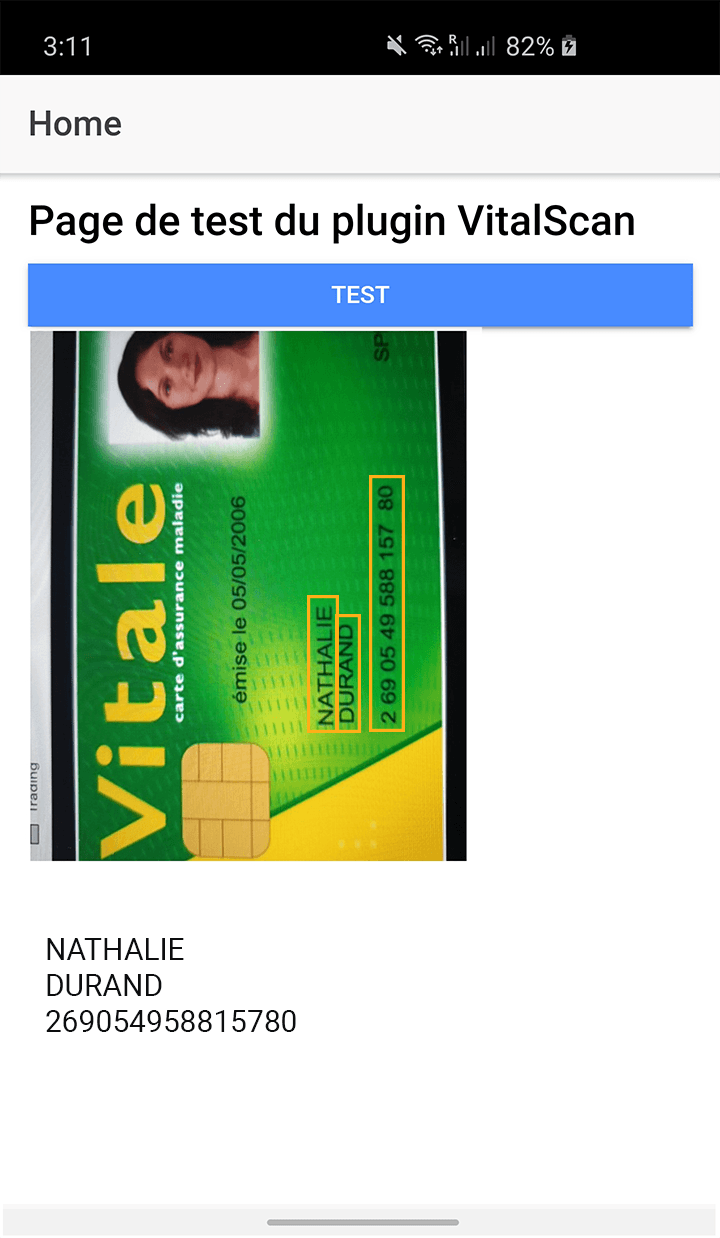 3:11
R
82%
Home
Page de test du plugin VitalScan
TEST
Vitale
carte d'assurance maladie
émise le 05/05/2006
NATHALIE
DURAND
2 69 05 49 588 157 80
SP
Trading
NATHALIE
DURAND
269054958815780